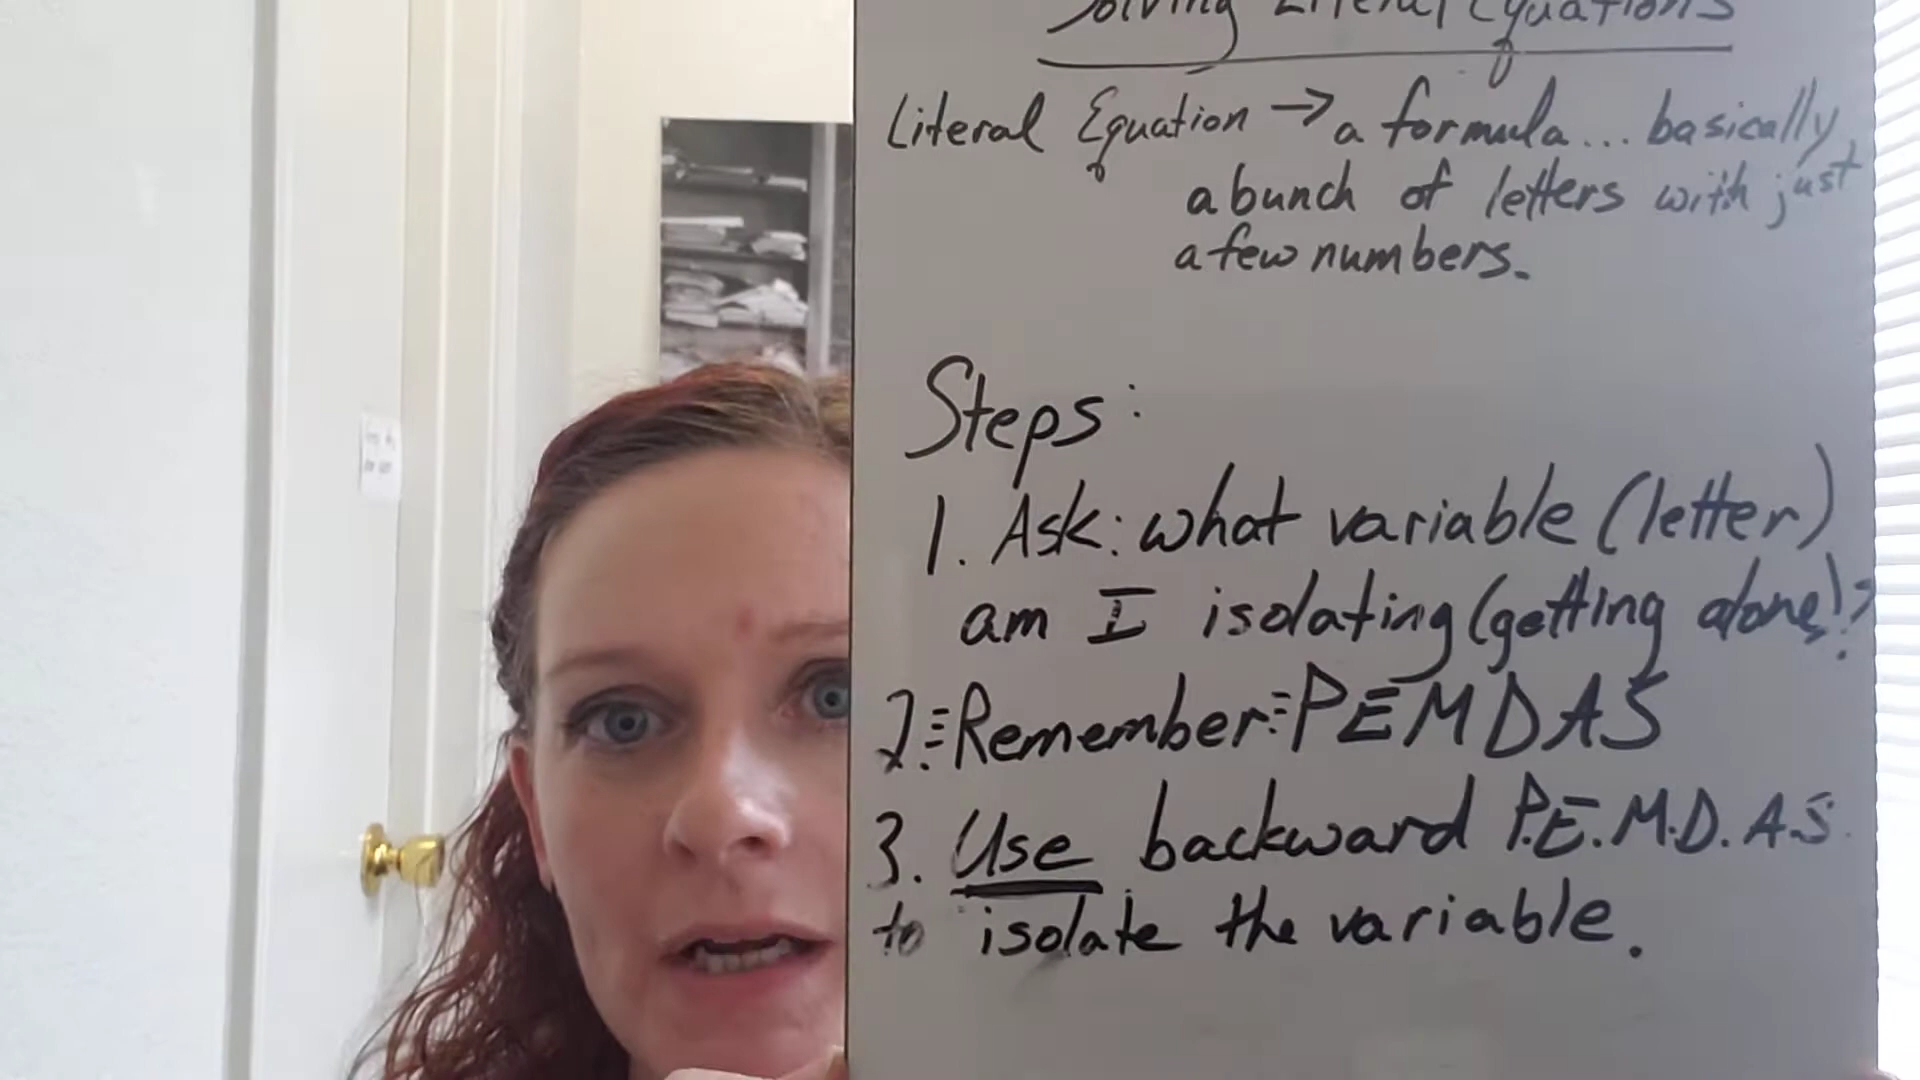 Solving Literal Equations
Literal Equation → a formula... basically
a bunch of letters with just
a few numbers.
Steps:
1. Ask: what variable (letter)
am I isolating (getting alone)?
2. Remember: PEMDAS
3. Use backward P.E.M.D.A.S.
to isolate the variable.